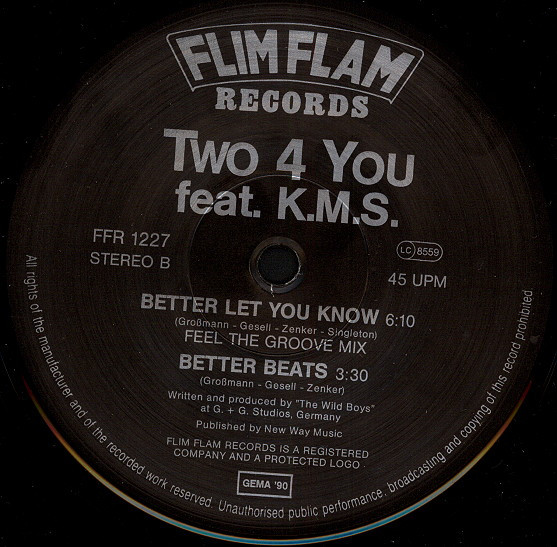 FLIM FLAM
RECORDS
TWO 4 YOU
feat. K.M.S.
FFR 1227
STEREO B
LC 8559
45 UPM
BETTER LET YOU KNOW 6:10
(Großmann - Gesell - Zenker - Singleton)
FEEL THE GROOVE MIX
BETTER BEATS 3:30
(Großmann - Gesell - Zenker)
Written and produced by "The Wild Boys"
at G. + G. Studios, Germany
Published by New Way Music
FLIM FLAM RECORDS IS A REGISTERED
COMPANY AND A PROTECTED LOGO
GEMA '90
All rights of the manufacturer and of the recorded work reserved. Unauthorised public performance, broadcasting and copying of this record prohibited